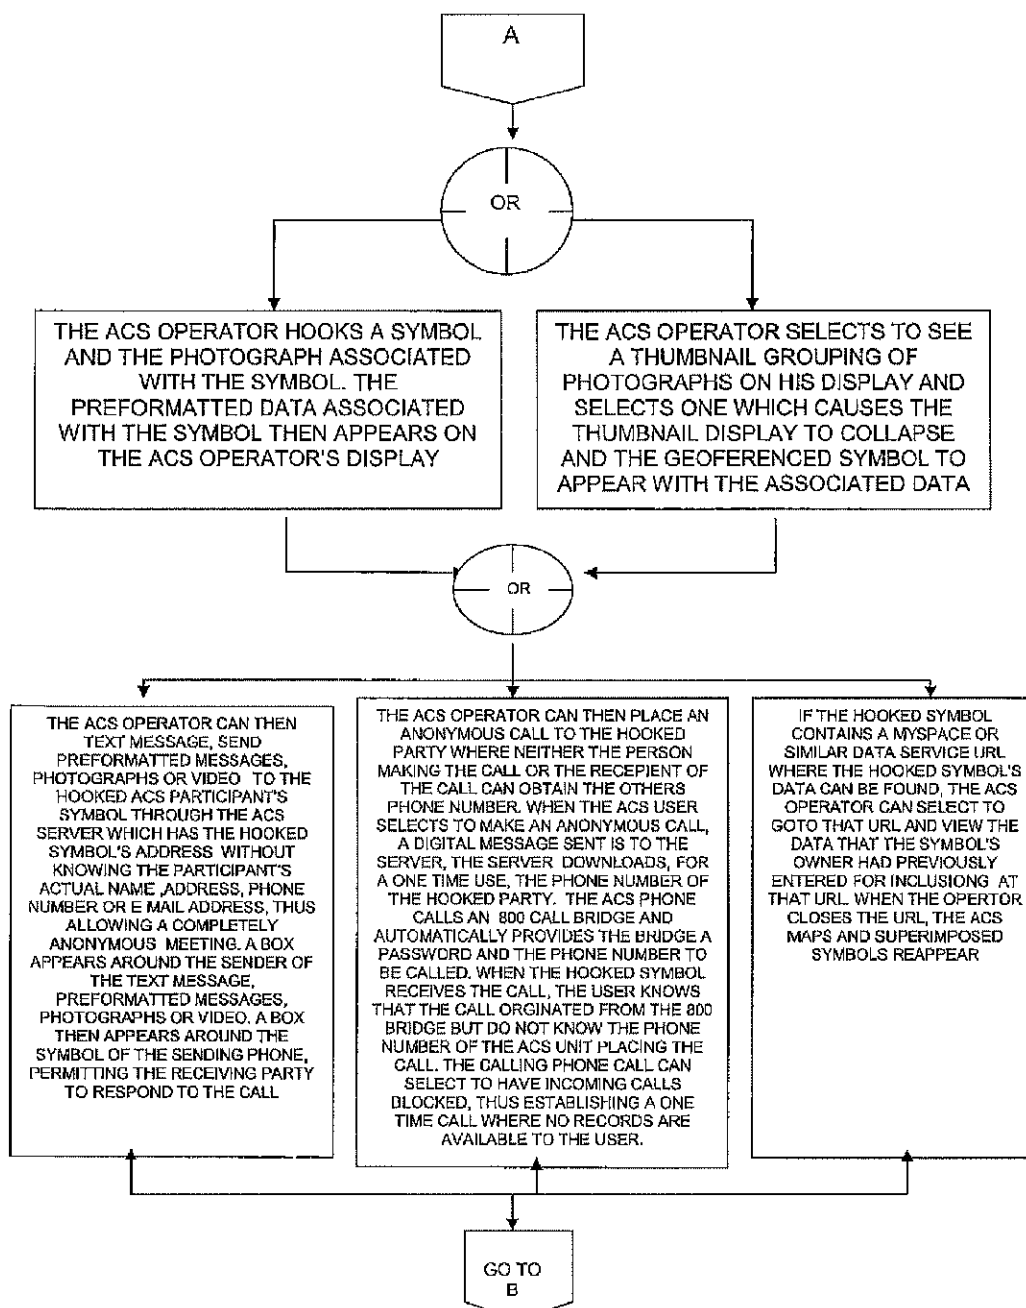 A
OR
THE ACS OPERATOR HOOKS A SYMBOL
AND THE PHOTOGRAPH ASSOCIATED
WITH THE SYMBOL. THE
PREFORMATTED DATA ASSOCIATED
WITH THE SYMBOL THEN APPEARS ON
THE ACS OPERATOR'S DISPLAY
THE ACS OPERATOR SELECTS TO SEE
A THUMBNAIL GROUPING OF
PHOTOGRAPHS ON HIS DISPLAY AND
SELECTS ONE WHICH CAUSES THE
THUMBNAIL DISPLAY TO COLLAPSE
AND THE GEOFERENCED SYMBOL TO
APPEAR WITH THE ASSOCIATED DATA
OR
THE ACS OPERATOR CAN THEN
TEXT MESSAGE, SEND
PREFORMATTED MESSAGES,
PHOTOGRAPHS OR VIDEO TO THE
HOOKED ACS PARTICIPANT'S
SYMBOL THROUGH THE ACS
SERVER WHICH HAS THE HOOKED
SYMBOL'S ADDRESS WITHOUT
KNOWING THE PARTICIPANT'S
ACTUAL NAME ,ADDRESS, PHONE
NUMBER OR E MAIL ADDRESS, THUS
ALLOWING A COMPLETELY
ANONYMOUS MEETING. A BOX
APPEARS AROUND THE SENDER OF
THE TEXT MESSAGE,
PREFORMATTED MESSAGES,
PHOTOGRAPHS OR VIDEO. A BOX
THEN APPEARS AROUND THE
SYMBOL OF THE SENDING PHONE,
PERMITTING THE RECEIVING PARTY
TO RESPOND TO THE CALL
THE ACS OPERATOR CAN THEN PLACE AN
ANONYMOUS CALL TO THE HOOKED
PARTY WHERE NEITHER THE PERSON
MAKING THE CALL OR THE RECEPIENT OF
THE CALL CAN OBTAIN THE OTHERS
PHONE NUMBER. WHEN THE ACS USER
SELECTS TO MAKE AN ANONYMOUS CALL,
A DIGITAL MESSAGE SENT IS TO THE
SERVER, THE SERVER DOWNLOADS, FOR
A ONE TIME USE, THE PHONE NUMBER OF
THE HOOKED PARTY. THE ACS PHONE
CALLS AN 800 CALL BRIDGE AND
AUTOMATICALLY PROVIDES THE BRIDGE A
PASSWORD AND THE PHONE NUMBER TO
BE CALLED. WHEN THE HOOKED SYMBOL
RECEIVES THE CALL, THE USER KNOWS
THAT THE CALL ORGINATED FROM THE 800
BRIDGE BUT DO NOT KNOW THE PHONE
NUMBER OF THE ACS UNIT PLACING THE
CALL. THE CALLING PHONE CALL CAN
SELECT TO HAVE INCOMING CALLS
BLOCKED, THUS ESTABLISHING A ONE
TIME CALL WHERE NO RECORDS ARE
AVAILABLE TO THE USER.
IF THE HOOKED SYMBOL
CONTAINS A MYSPACE OR
SIMILAR DATA SERVICE URL
WHERE THE HOOKED SYMBOL'S
DATA CAN BE FOUND, THE ACS
OPERATOR CAN SELECT TO
GOTO THAT URL AND VIEW THE
DATA THAT THE SYMBOL'S
OWNER HAD PREVIOUSLY
ENTERED FOR INCLUSIONG AT
THAT URL. WHEN THE OPERTOR
CLOSES THE URL, THE ACS
MAPS AND SUPERIMPOSED
SYMBOLS REAPPEAR
GO TO
B